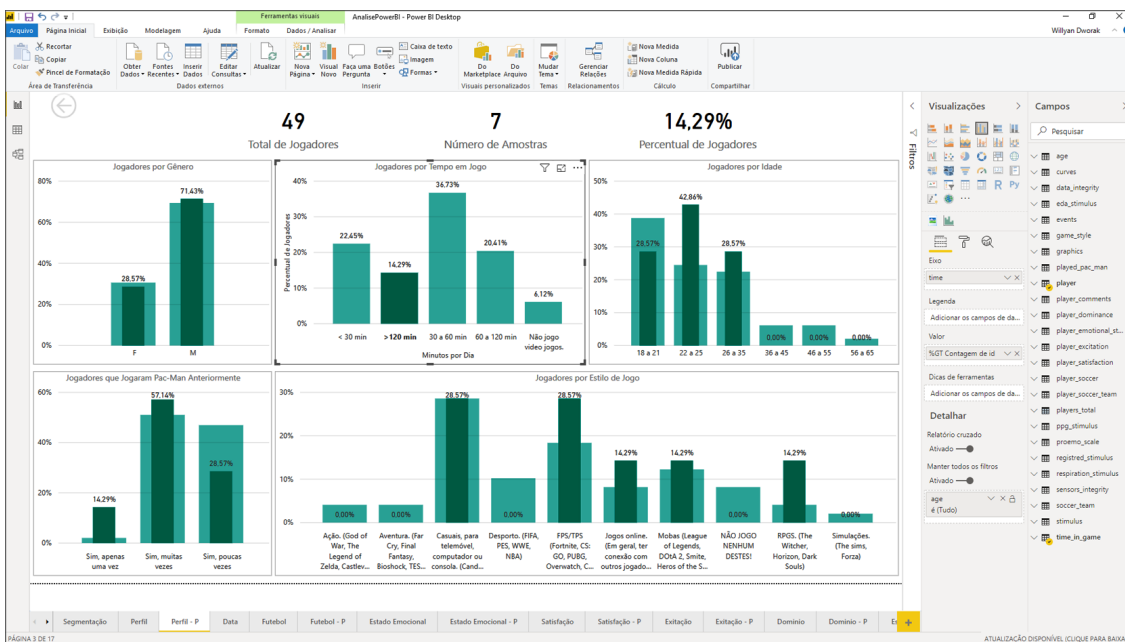 Ferramentas visuais
AnalisePowerBI - Power BI Desktop
Arquivo
Página Inicial
Exibição
Modelagem
Ajuda
Formato
Dados / Analisar
Willyan Dworak
Colar
Recortar
Copiar
Pincel de Formatação
Área de Transferência
Obter Dados
Fontes Recentes
Inserir Dados
Editar Consultas
Atualizar
Dados externos
Nova Página
Visual Novo
Faça uma Pergunta
Botões
Caixa de texto
Imagem
Formas
Inserir
Do Marketplace
Do Arquivo
Visuais personalizados
Mudar Tema
Temas
Gerenciar Relações
Relacionamentos
Nova Medida
Nova Coluna
Nova Medida Rápida
Cálculo
Publicar
Compartilhar
49
Total de Jogadores
7
Número de Amostras
14,29%
Percentual de Jogadores
Jogadores por Gênero
80%
60%
40%
20%
0%
28.57%
71.43%
F
M
Jogadores por Tempo em Jogo
Percentual de Jogadores
40%
30%
20%
10%
0%
22,45%
14,29%
36,73%
20,41%
6,12%
< 30 min
>120 min
30 a 60 min
60 a 120 min
Não jogo
video jogos.
Minutos por Dia
Jogadores por Idade
50%
40%
30%
20%
10%
0%
28.57%
42,86%
28.57%
0.00%
0.00%
0.00%
18 a 21
22 a 25
26 a 35
36 a 45
46 a 55
56 a 65
Jogadores que Jogaram Pac-Man Anteriormente
60%
40%
20%
0%
14,29%
57,14%
28,57%
Sim, apenas
uma vez
Sim, muitas
vezes
Sim, poucas
vezes
Jogadores por Estilo de Jogo
30%
20%
10%
0%
0.00%
0.00%
28,57%
0.00%
28,57%
14,29%
14,29%
0.00%
14,29%
0.00%
Ação. (God of
War, The
Legend of
Zelda, Castlev...
Aventura. (Far
Cry, Final
Fantasy,
Bioshock, TES...
Casuais, para
telemóvel,
computador ou
consola. (Cand...
Desporto. (FIFA,
PES, WWE,
NBA)
FPS/TPS
(Fortnite, CS:
GO, PUBG,
Overwatch, C...
Jogos online.
(Em geral, ter
conexão com
outros jogado...
Mobas (League
of Legends,
DOtA 2, Smite,
Heros of the S...
NÃO JOGO
NENHUM
DESTES!
RPGS. (The
Witcher,
Horizon, Dark
Souls)
Simulações.
(The sims,
Forza)
Filtros
Visualizações
R
Py
Eixo
time
Legenda
Adicionar os campos de da...
Valor
%GT Contagem de id
Dicas de ferramentas
Adicionar os campos de da...
Detalhar
Relatório cruzado
Ativado
Manter todos os filtros
Ativado
age
é (Tudo)
Campos
Pesquisar
age
curves
data_integrity
eda_stimulus
events
game_style
graphics
played_pac_man
player
player_comments
player_dominance
player_emotional_st...
player_excitation
player_satisfaction
player_soccer
player_soccer_team
players_total
ppg_stimulus
proemo_scale
registred_stimulus
respiration_stimulus
sensors_integrity
soccer_team
stimulus
time_in_game
Segmentação
Perfil
Perfil - P
Data
Futebol
Futebol - P
Estado Emocional
Estado Emocional - P
Satisfação
Satisfação - P
Exitação
Exitação - P
Dominio
Dominio - P
PÁGINA 3 DE 17
ATUALIZAÇÃO DISPONÍVEL (CLIQUE PARA BAIXA